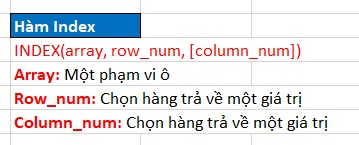 Hàm Index
INDEX(array, row_num, [column_num])
Array: Một phạm vi ô
Row_num: Chọn hàng trả về một giá trị
Column_num: Chọn hàng trả về một giá trị